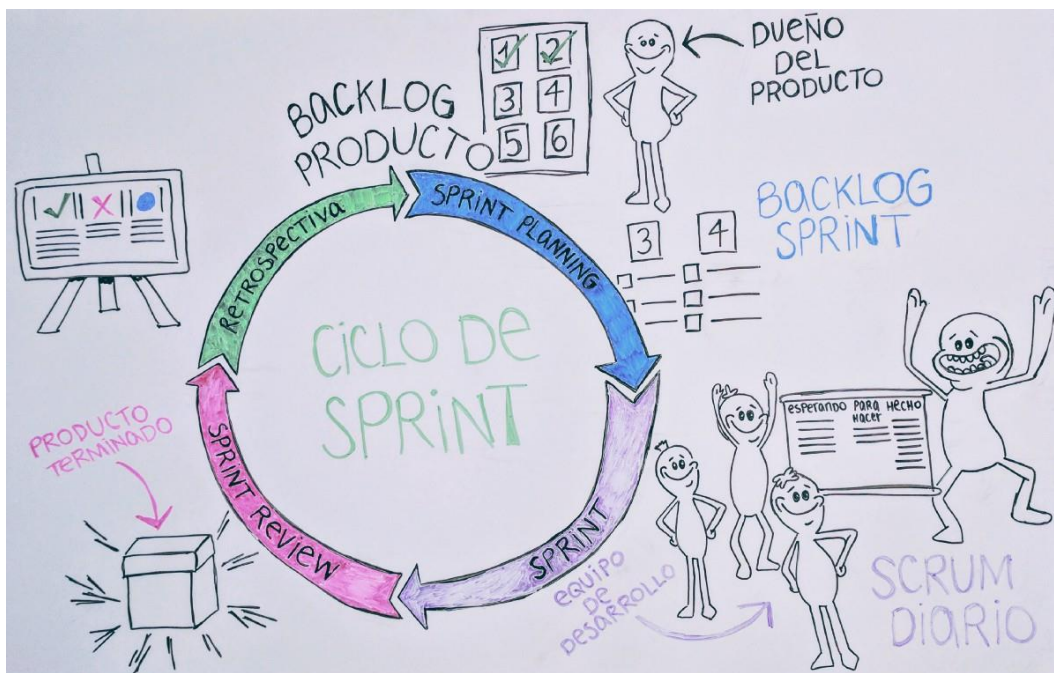 BACKLOG
PRODUCTO
1 2
3 4
5 6
DUEÑO
DEL
PRODUCTO
BACKLOG
SPRINT
3 4
RETROSPECTIVA
SPRINT PLANNING
CICLO DE
SPRINT
SPRINT
SPRINT REVIEW
PRODUCTO
TERMINADO
esperando PARA HECHO
Hacer
EQUIPO
DE
DESARROLLO
SCRUM
DIARIO